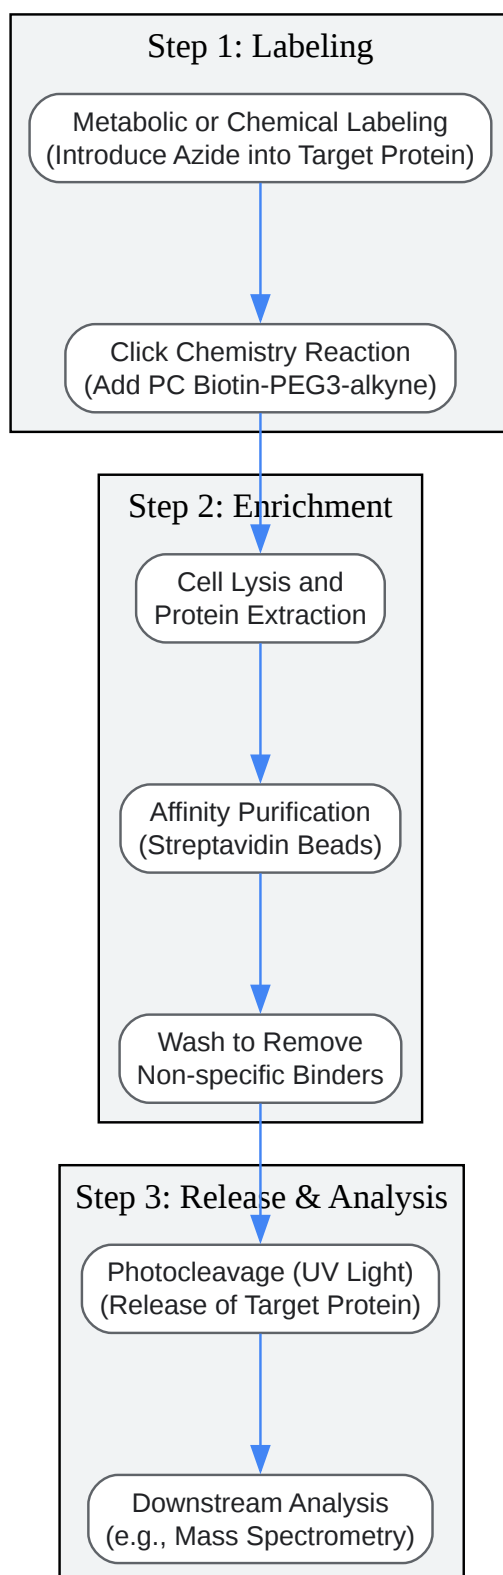 Step 1: Labeling
Metabolic or Chemical Labeling
(Introduce Azide into Target Protein)
Click Chemistry Reaction
(Add PC Biotin-PEG3-alkyne)
Step 2: Enrichment
Cell Lysis and
Protein Extraction
Affinity Purification
(Streptavidin Beads)
Wash to Remove
Non-specific Binders
Step 3: Release & Analysis
Photocleavage (UV Light)
(Release of Target Protein)
Downstream Analysis
(e.g., Mass Spectrometry)